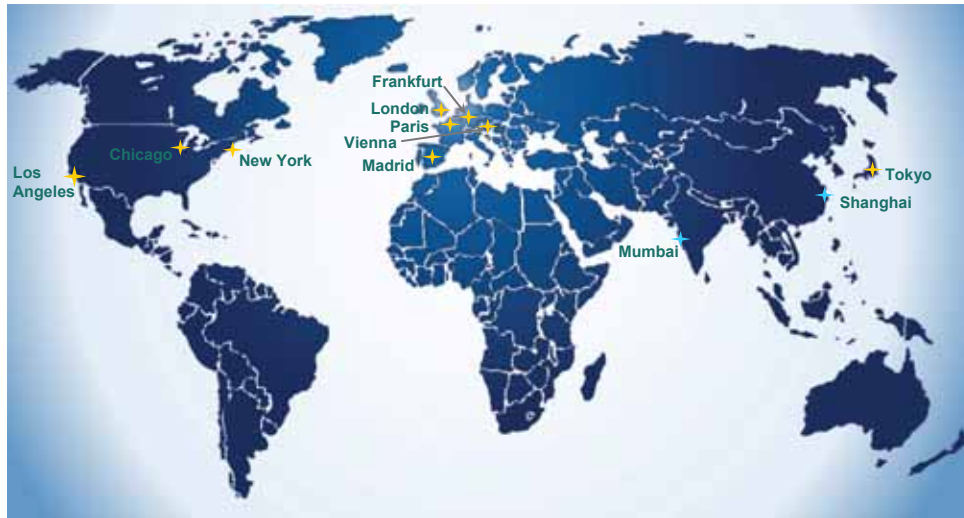 Frankfurt
London
Paris
Vienna
Madrid
Chicago
New York
Los
Angeles
Tokyo
Shanghai
Mumbai